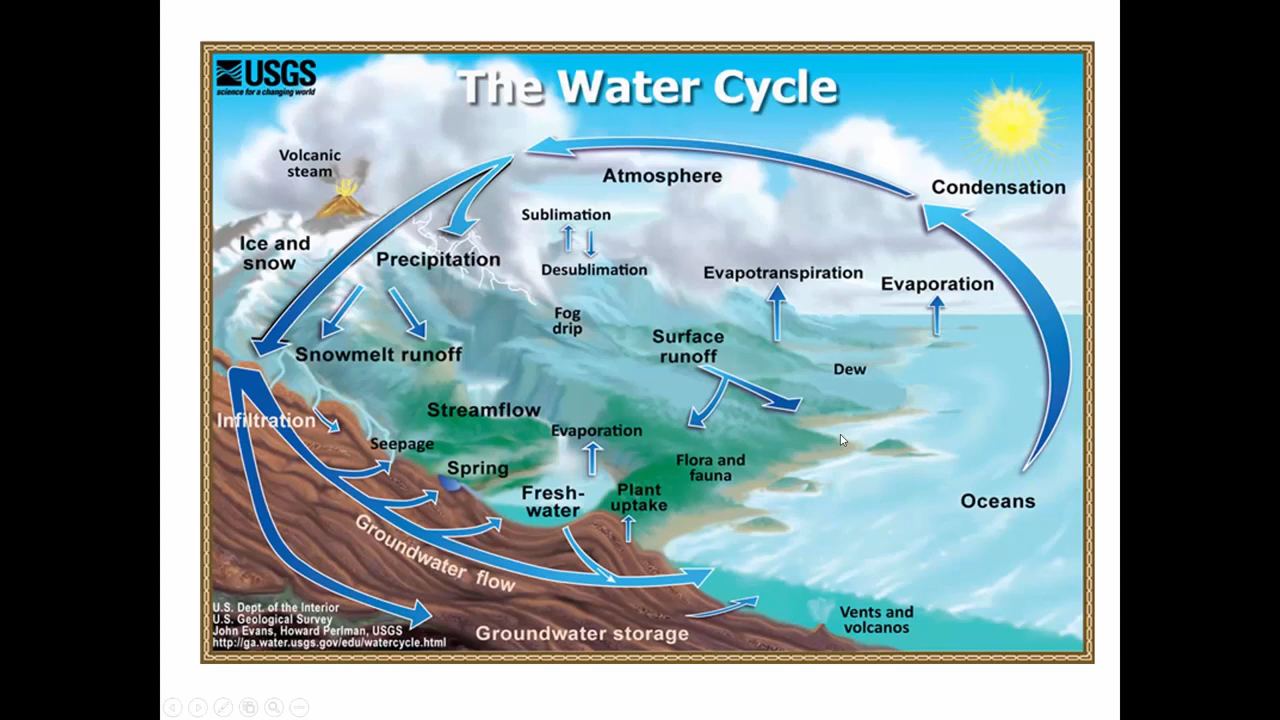 USGS
science for a changing world
The Water Cycle
Volcanic
steam
Atmosphere
Condensation
Sublimation
Ice and
snow
Precipitation
Desublimation
Evapotranspiration
Evaporation
Fog
drip
Surface
runoff
Snowmelt runoff
Dew
Infiltration
Streamflow
Evaporation
Seepage
Spring
Flora and
fauna
Fresh-
water
Plant
uptake
Oceans
Groundwater flow
U.S. Dept. of the Interior
U.S. Geological Survey
John Evans, Howard Perlman, USGS
http://ga.water.usgs.gov/edu/watercycle.html
Groundwater storage
Vents and
volcanos